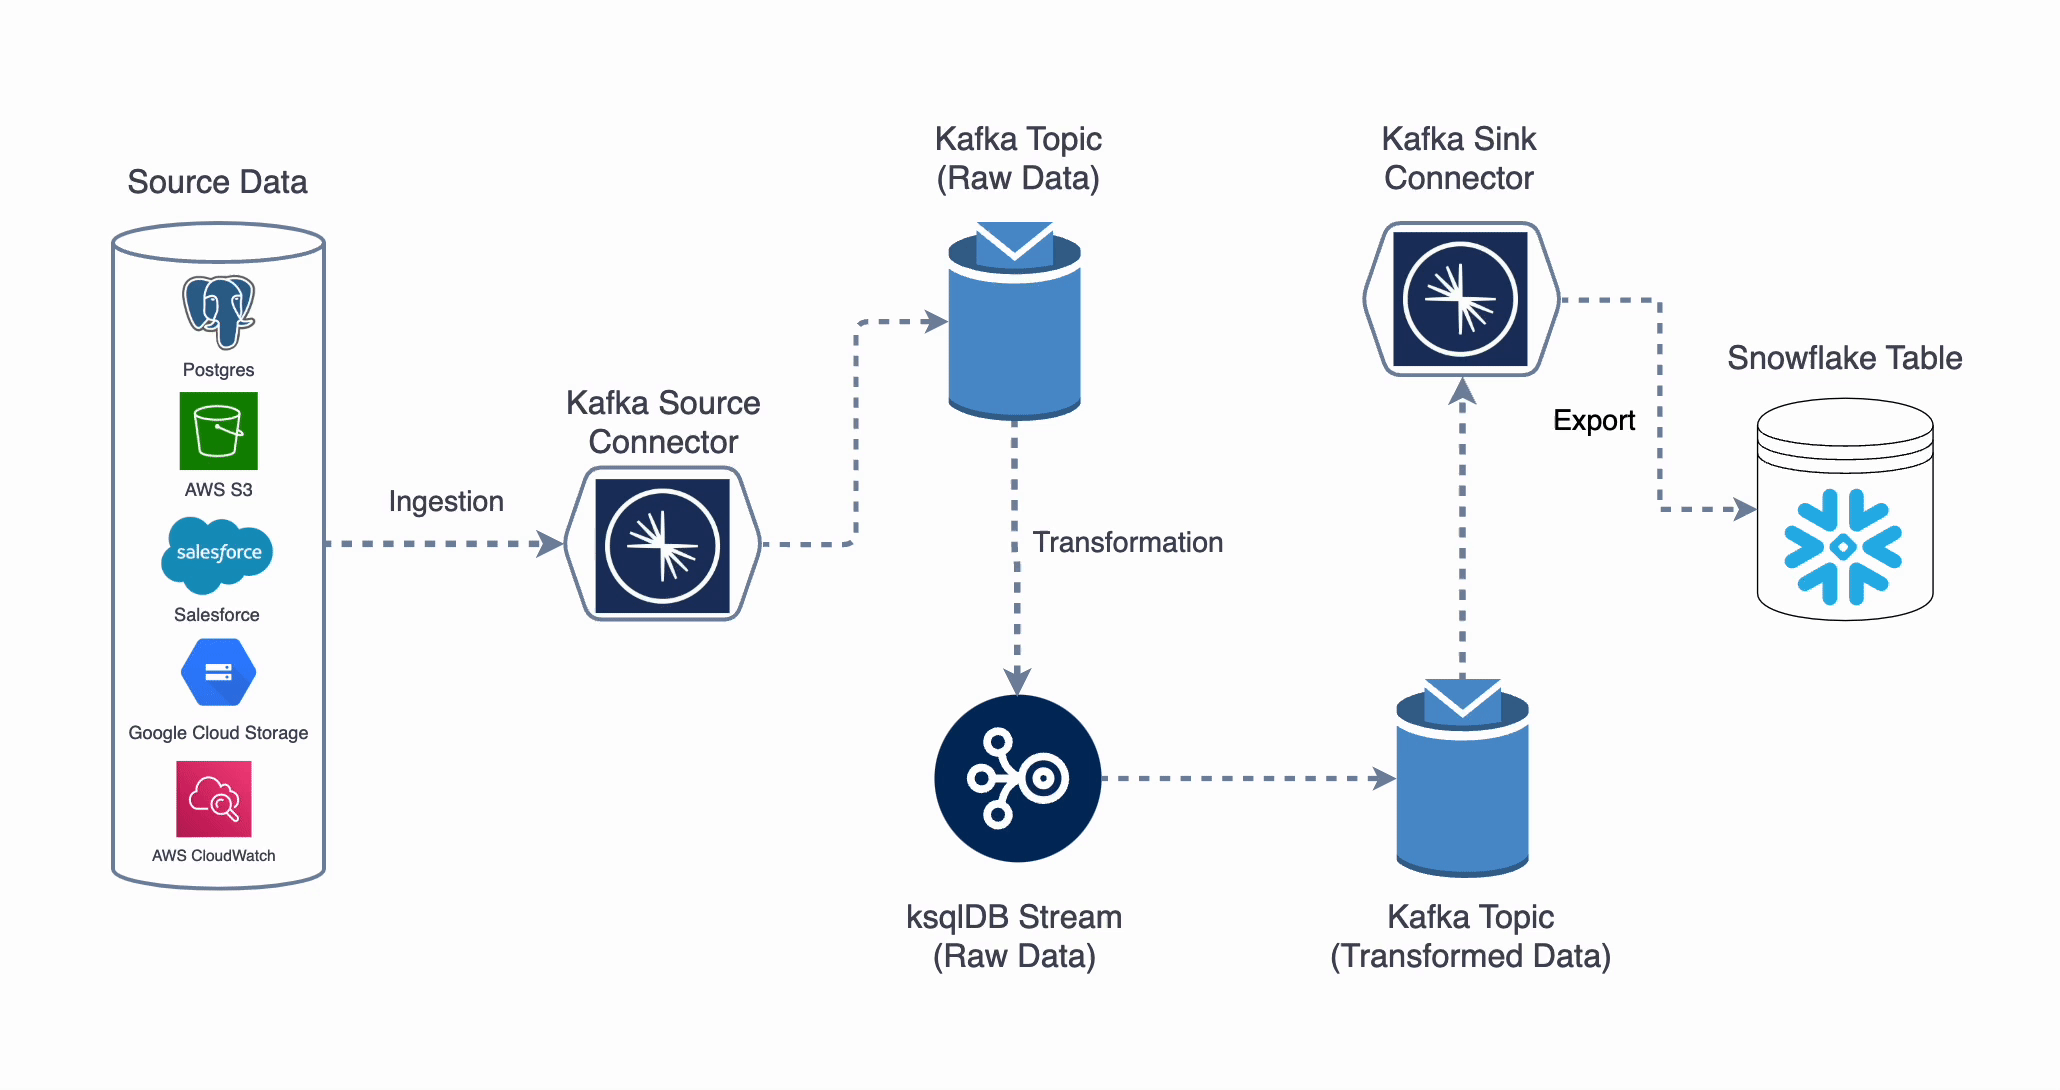 Source Data
Postgres
AWS S3
salesforce
Salesforce
Google Cloud Storage
AWS CloudWatch
Ingestion
Kafka Source
Connector
Kafka Topic
(Raw Data)
Transformation
ksqlDB Stream
(Raw Data)
Kafka Topic
(Transformed Data)
Kafka Sink
Connector
Export
Snowflake Table